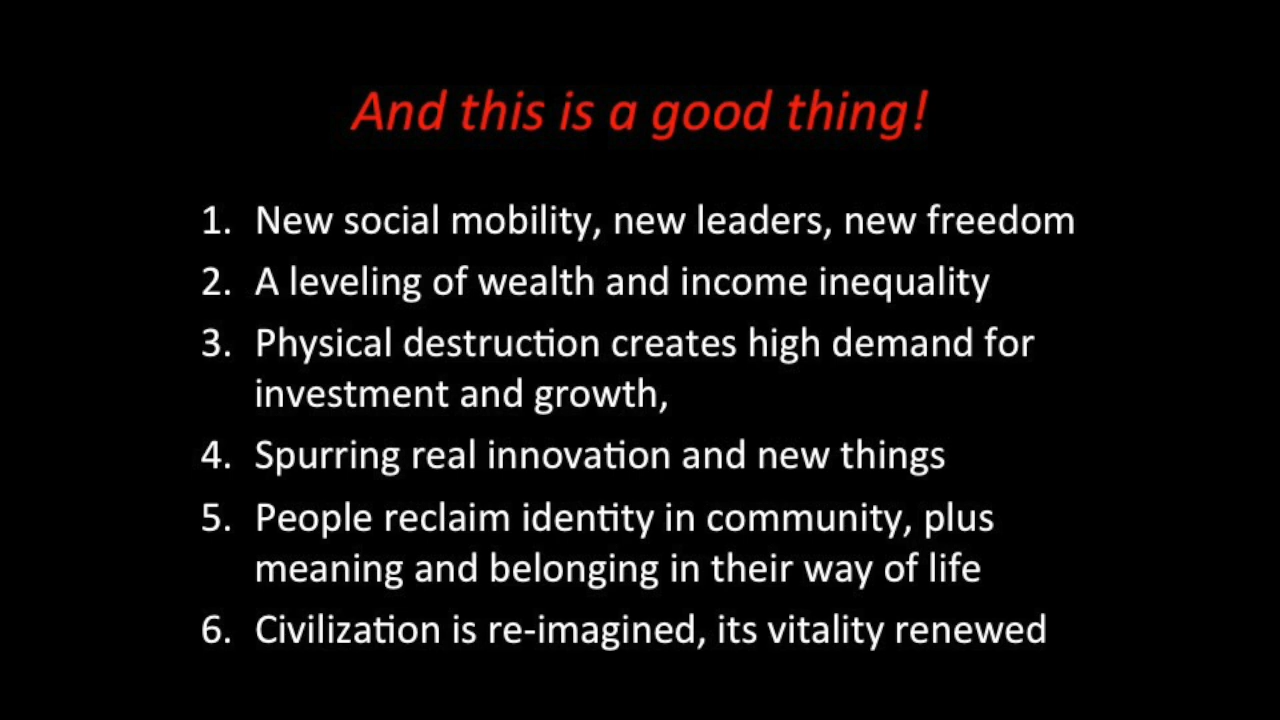 And this is a good thing!
1. New social mobility, new leaders, new freedom
2. A leveling of wealth and income inequality
3. Physical destruction creates high demand for
investment and growth,
4. Spurring real innovation and new things
5. People reclaim identity in community, plus
meaning and belonging in their way of life
6. Civilization is re-imagined, its vitality renewed